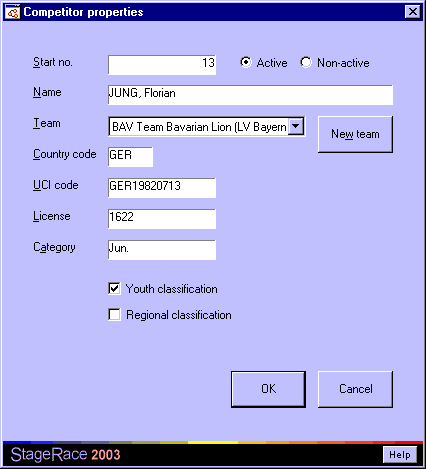 Competitor properties
Start no. 13 Active Non-active
Name JUNG, Florian
Team BAV Team Bavarian Lion (LV Bayern New team
Country code GER
UCI code GER19820713
License 1622
Category Jun.
Youth classification
Regional classification
OK Cancel
StageRace 2003 Help